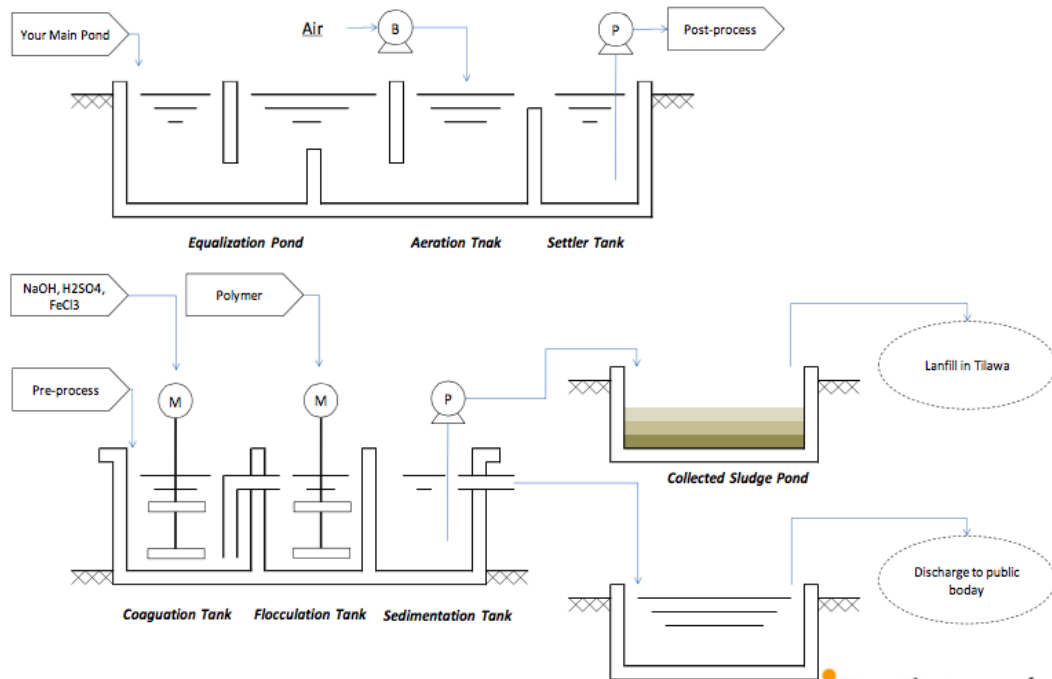 Your Main Pond
Air
B
P
Post-process
Equalization Pond
Aeration Tnak
Settler Tank
NaOH, H2SO4,
FeCl3
Polymer
Pre-process
M
M
P
Lanfill in Tilawa
Collected Sludge Pond
Coaguation Tank
Flocculation Tank
Sedimentation Tank
Discharge to public
boday